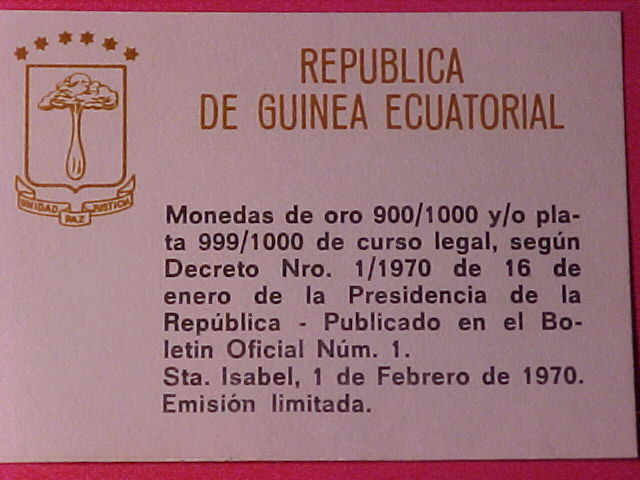 REPUBLICA
DE GUINEA ECUATORIAL
UNIDAD PAZ JUSTICIA
Monedas de oro 900/1000 y/o pla-
ta 999/1000 de curso legal, según
Decreto Nro. 1/1970 de 16 de
enero de la Presidencia de la
República - Publicado en el Bo-
letin Oficial Núm. 1.
Sta. Isabel, 1 de Febrero de 1970.
Emisión limitada.